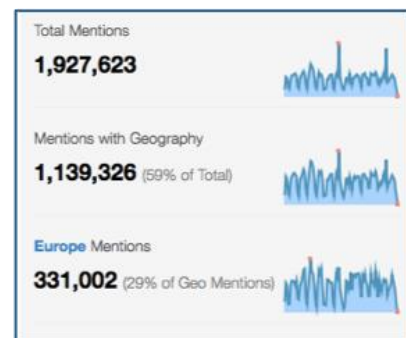 Total Mentions
1,927,623
Mentions with Geography
1,139,326 (59% of Total)
Europe Mentions
331,002 (29% of Geo Mentions)